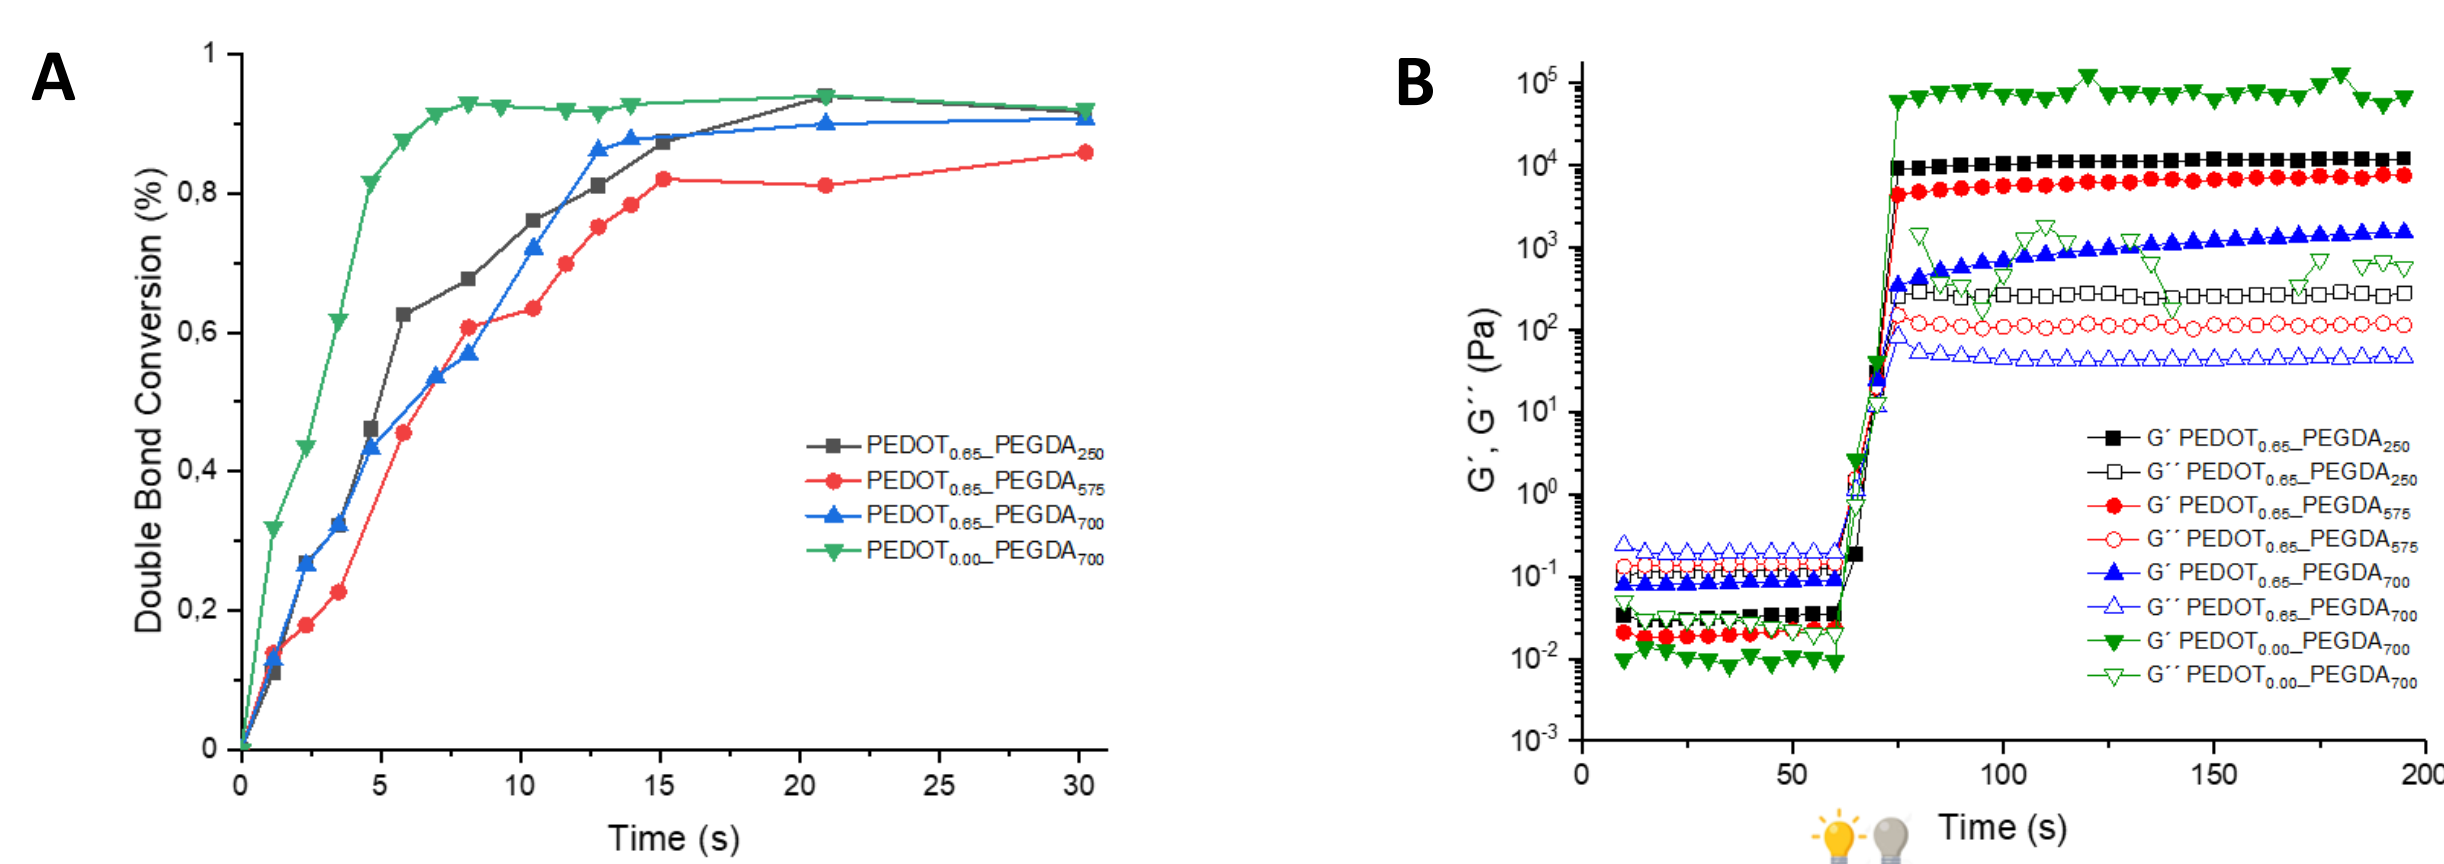 A
Double Bond Conversion (%)
1
0,8
0,6
0,4
0,2
0
0 5 10 15 20 25 30
Time (s)
PEDOT0.65_PEGDA250
PEDOT0.65_PEGDA575
PEDOT0.65_PEGDA700
PEDOT0.00_PEGDA700
B
G´, G´´ (Pa)
10^5
10^4
10^3
10^2
10^1
10^0
10^-1
10^-2
10^-3
0 50 100 150 200
Time (s)
G´ PEDOT0.65_PEGDA250
G´´ PEDOT0.65_PEGDA250
G´ PEDOT0.65_PEGDA575
G´´ PEDOT0.65_PEGDA575
G´ PEDOT0.65_PEGDA700
G´´ PEDOT0.65_PEGDA700
G´ PEDOT0.00_PEGDA700
G´´ PEDOT0.00_PEGDA700